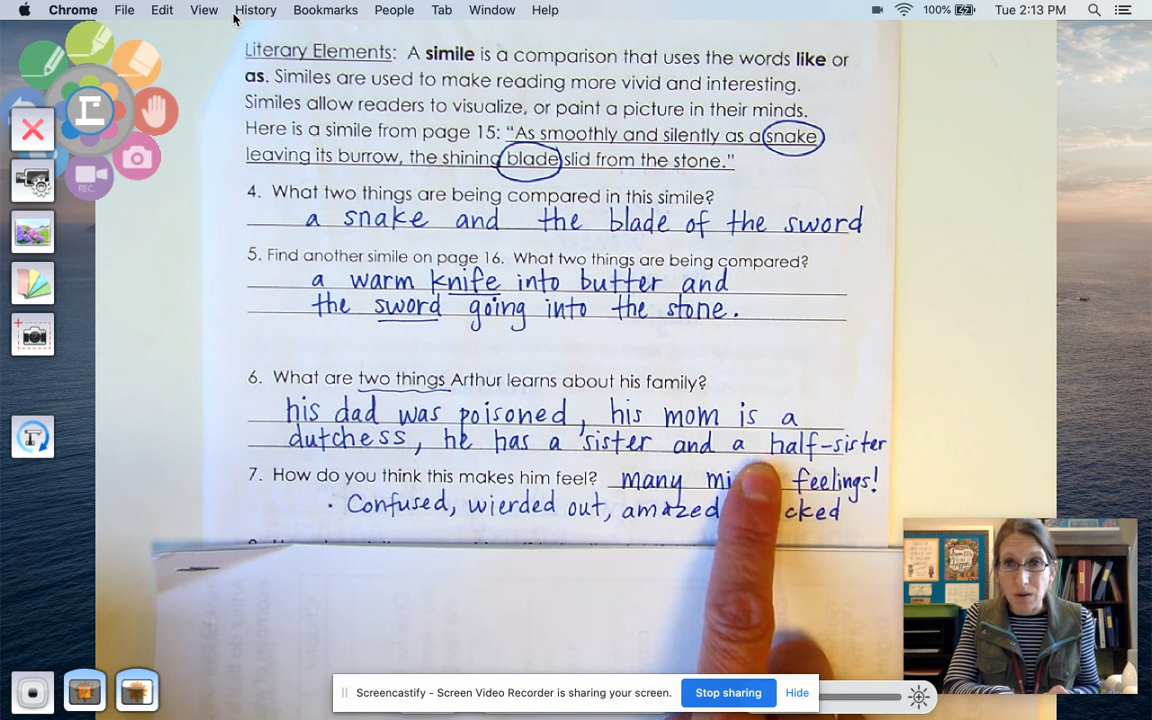 Chrome File Edit View History Bookmarks People Tab Window Help 100% Tue 2:13 PM
Literary Elements: A simile is a comparison that uses the words like or
as. Similes are used to make reading more vivid and interesting.
Similes allow readers to visualize, or paint a picture in their minds.
Here is a simile from page 15: "As smoothly and silently as a snake
leaving its burrow, the shining blade slid from the stone."
4. What two things are being compared in this simile?
a snake and the blade of the sword
5. Find another simile on page 16. What two things are being compared?
a warm knife into butter and
the sword going into the stone.
6. What are two things Arthur learns about his family?
his dad was poisoned, his mom is a
dutchess, he has a sister and a half-sister
7. How do you think this makes him feel? many feelings!
· Confused, wierded out, amazed
REC
Screencastify - Screen Video Recorder is sharing your screen. Stop sharing Hide